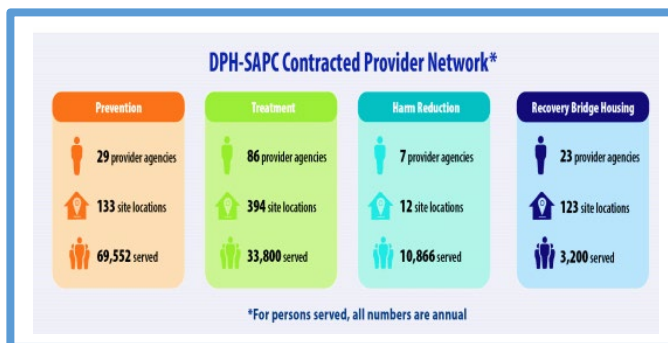 DPH-SAPC Contracted Provider Network*
Prevention
29 provider agencies
133 site locations
69,552 served
Treatment
86 provider agencies
394 site locations
33,800 served
Harm Reduction
7 provider agencies
12 site locations
10,866 served
Recovery Bridge Housing
23 provider agencies
123 site locations
3,200 served
*For persons served, all numbers are annual